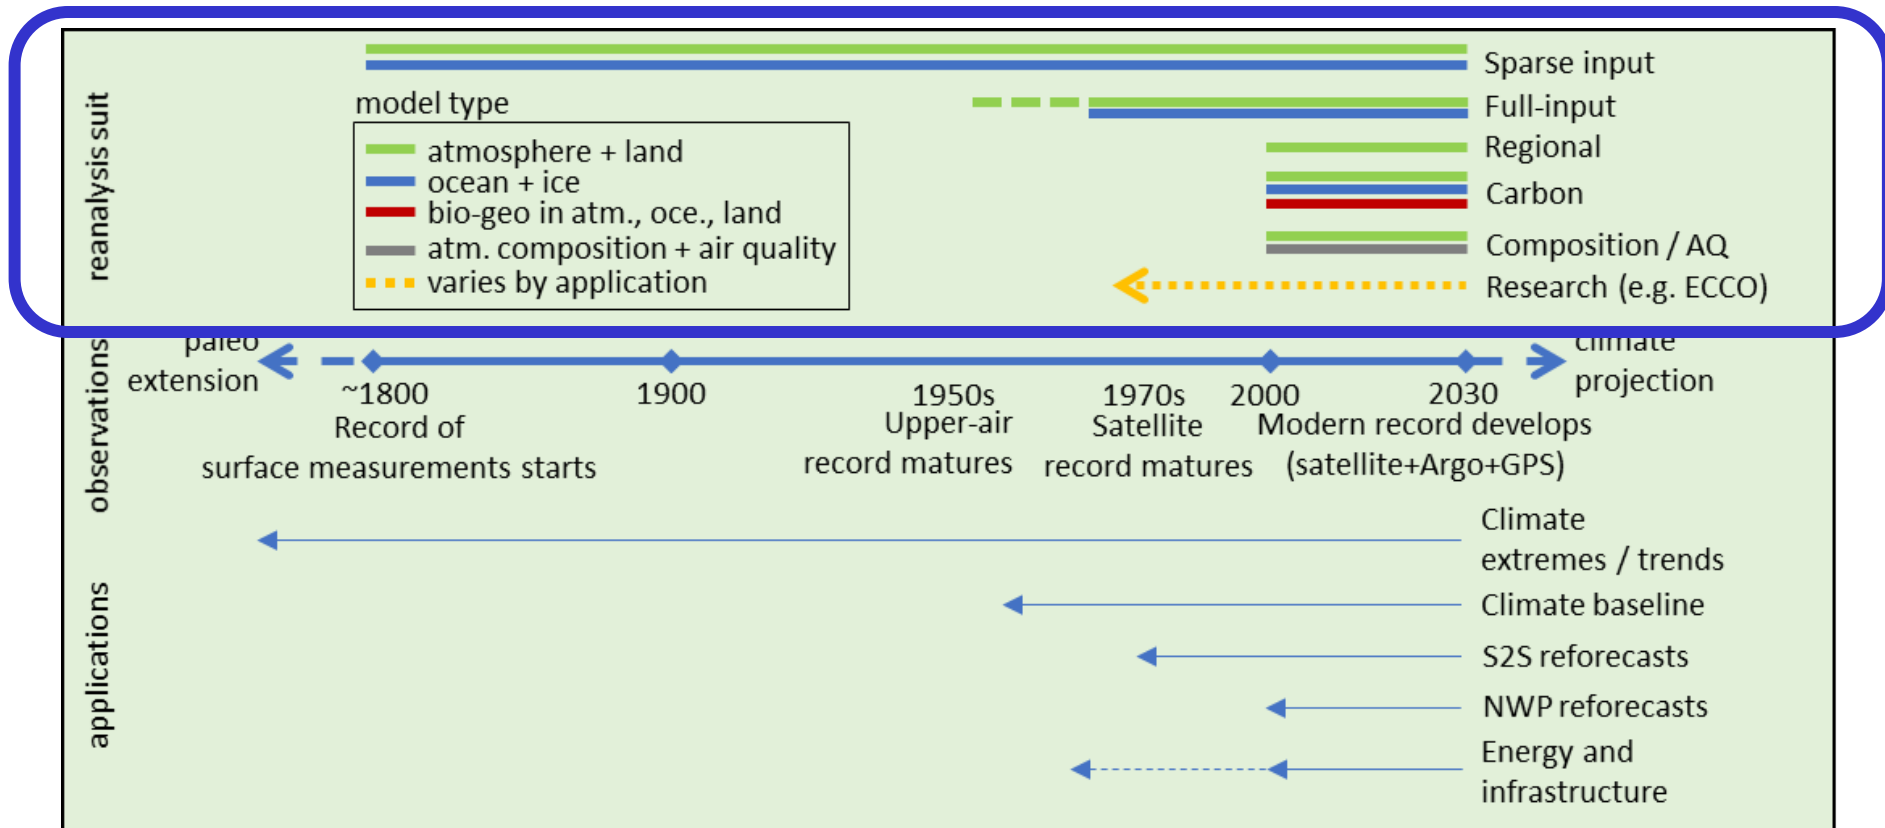 reanalysis suit
Sparse input
model type
Full-input
atmosphere + land
Regional
ocean + ice
Carbon
bio-geo in atm., oce., land
atm. composition + air quality
Composition / AQ
varies by application
Research (e.g. ECCO)
observations
paleo
extension
climate
projection
~1800
1900
1950s
1970s
2000
2030
Record of
surface measurements starts
Upper-air
record matures
Satellite
record matures
Modern record develops
(satellite+Argo+GPS)
applications
Climate
extremes / trends
Climate baseline
S2S reforecasts
NWP reforecasts
Energy and
infrastructure